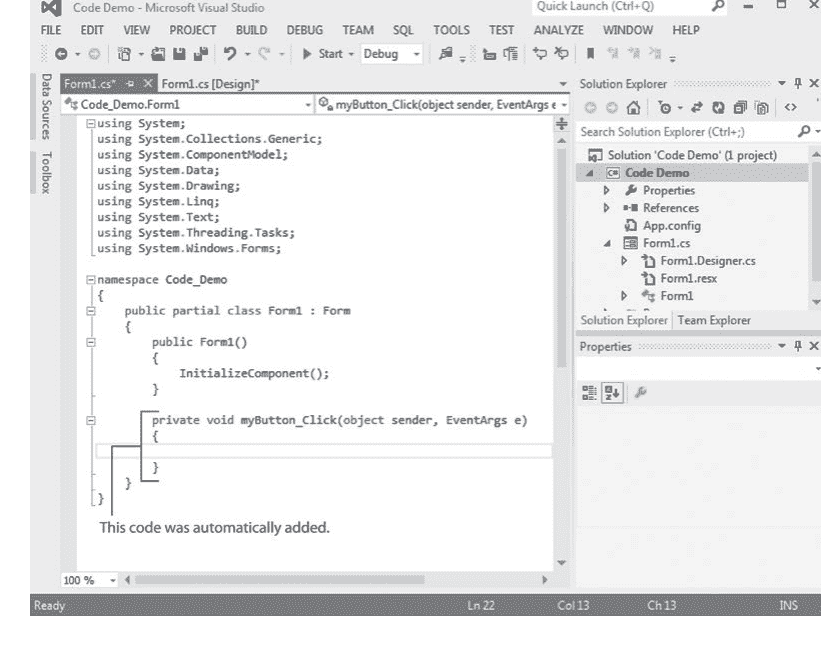 Code Demo - Microsoft Visual Studio
Quick Launch (Ctrl+Q)
FILE EDIT VIEW PROJECT BUILD DEBUG TEAM SQL TOOLS TEST ANALYZE WINDOW HELP
Start Debug
Data Sources
Toolbox
Form1.cs*
Form1.cs [Design]*
Code_Demo.Form1
myButton_Click(object sender, EventArgs e
using System;
using System.Collections.Generic;
using System.ComponentModel;
using System.Data;
using System.Drawing;
using System.Linq;
using System.Text;
using System.Threading.Tasks;
using System.Windows.Forms;
namespace Code_Demo
{
public partial class Form1 : Form
{
public Form1()
{
InitializeComponent();
}
private void myButton_Click(object sender, EventArgs e)
{
}
}
}
This code was automatically added.
100 %
Solution Explorer
Search Solution Explorer (Ctrl+;)
Solution 'Code Demo' (1 project)
C# Code Demo
Properties
References
App.config
Form1.cs
Form1.Designer.cs
Form1.resx
Form1
Solution Explorer Team Explorer
Properties
Ready Ln 22 Col 13 Ch 13 INS